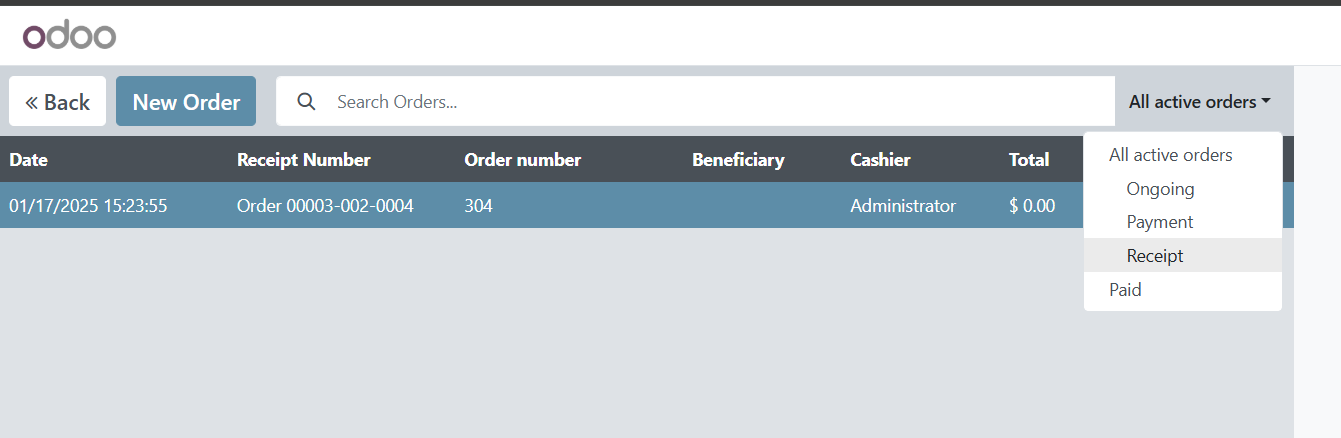 odoo
« Back New Order Search Orders... All active orders
Date Receipt Number Order number Beneficiary Cashier Total
01/17/2025 15:23:55 Order 00003-002-0004 304 Administrator $ 0.00
All active orders
Ongoing
Payment
Receipt
Paid